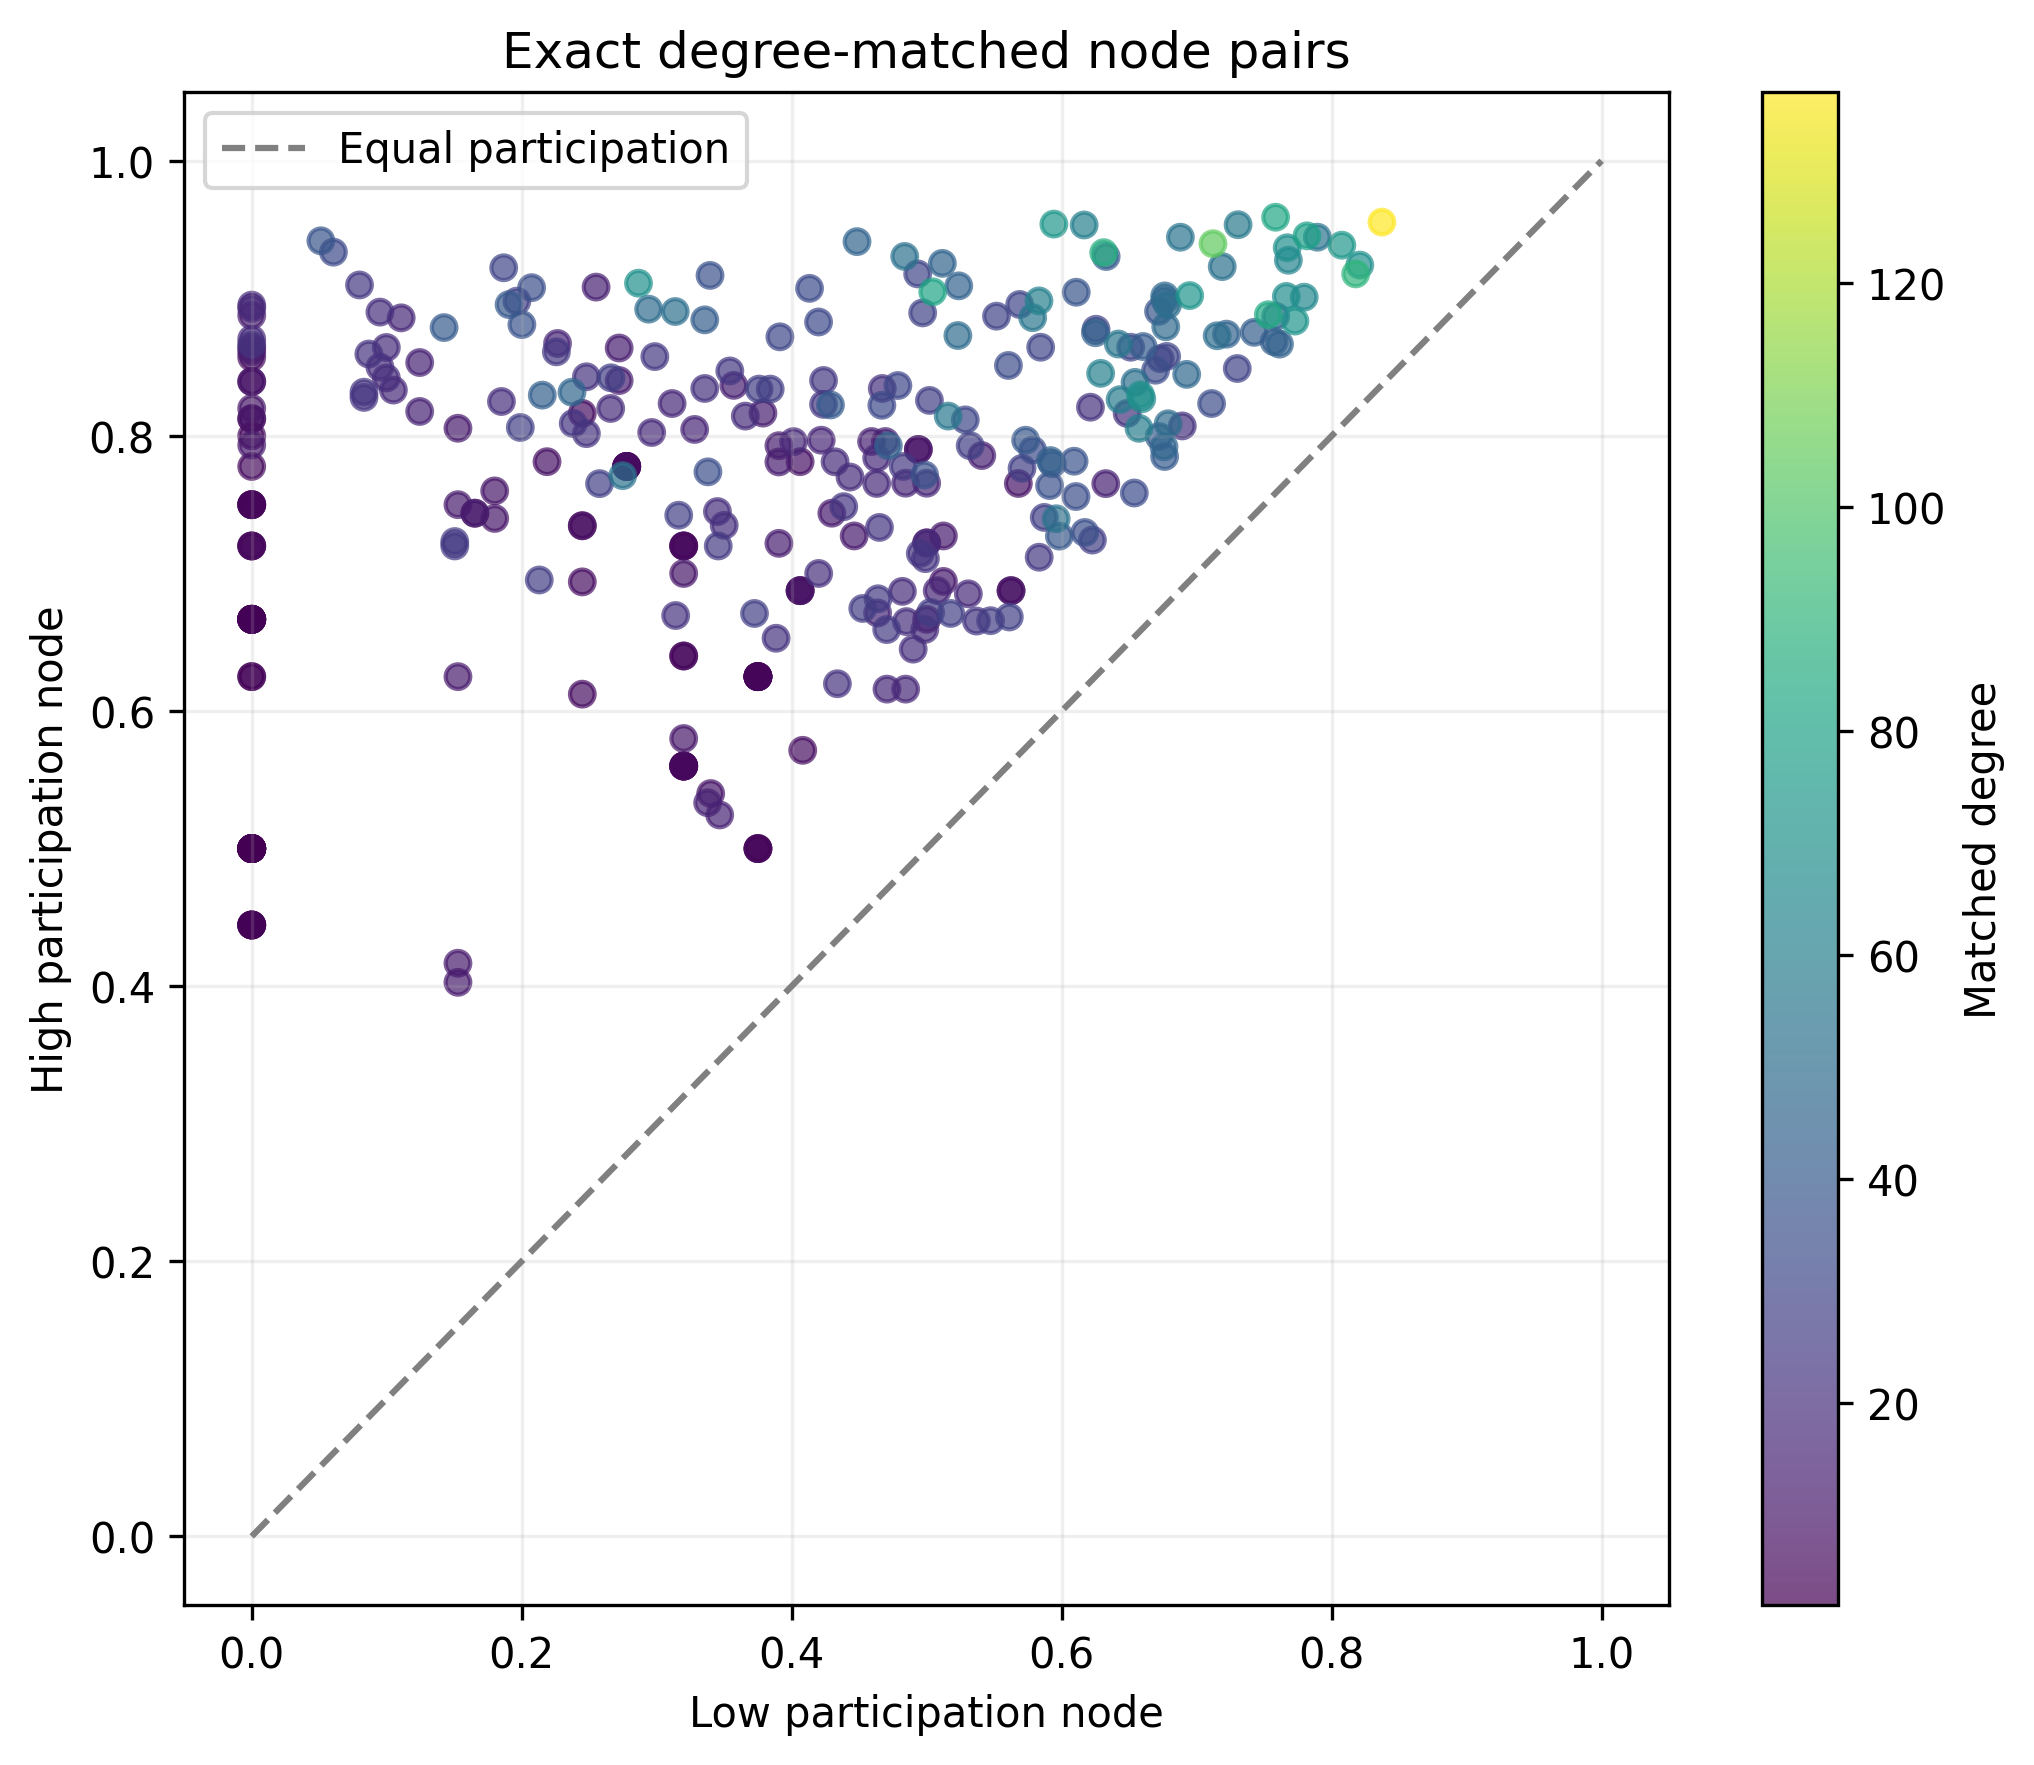 Exact degree-matched node pairs
Equal participation
1.0
0.8
0.6
0.4
0.2
0.0
High participation node
0.0 0.2 0.4 0.6 0.8 1.0
Low participation node
120
100
80
60
40
20
Matched degree